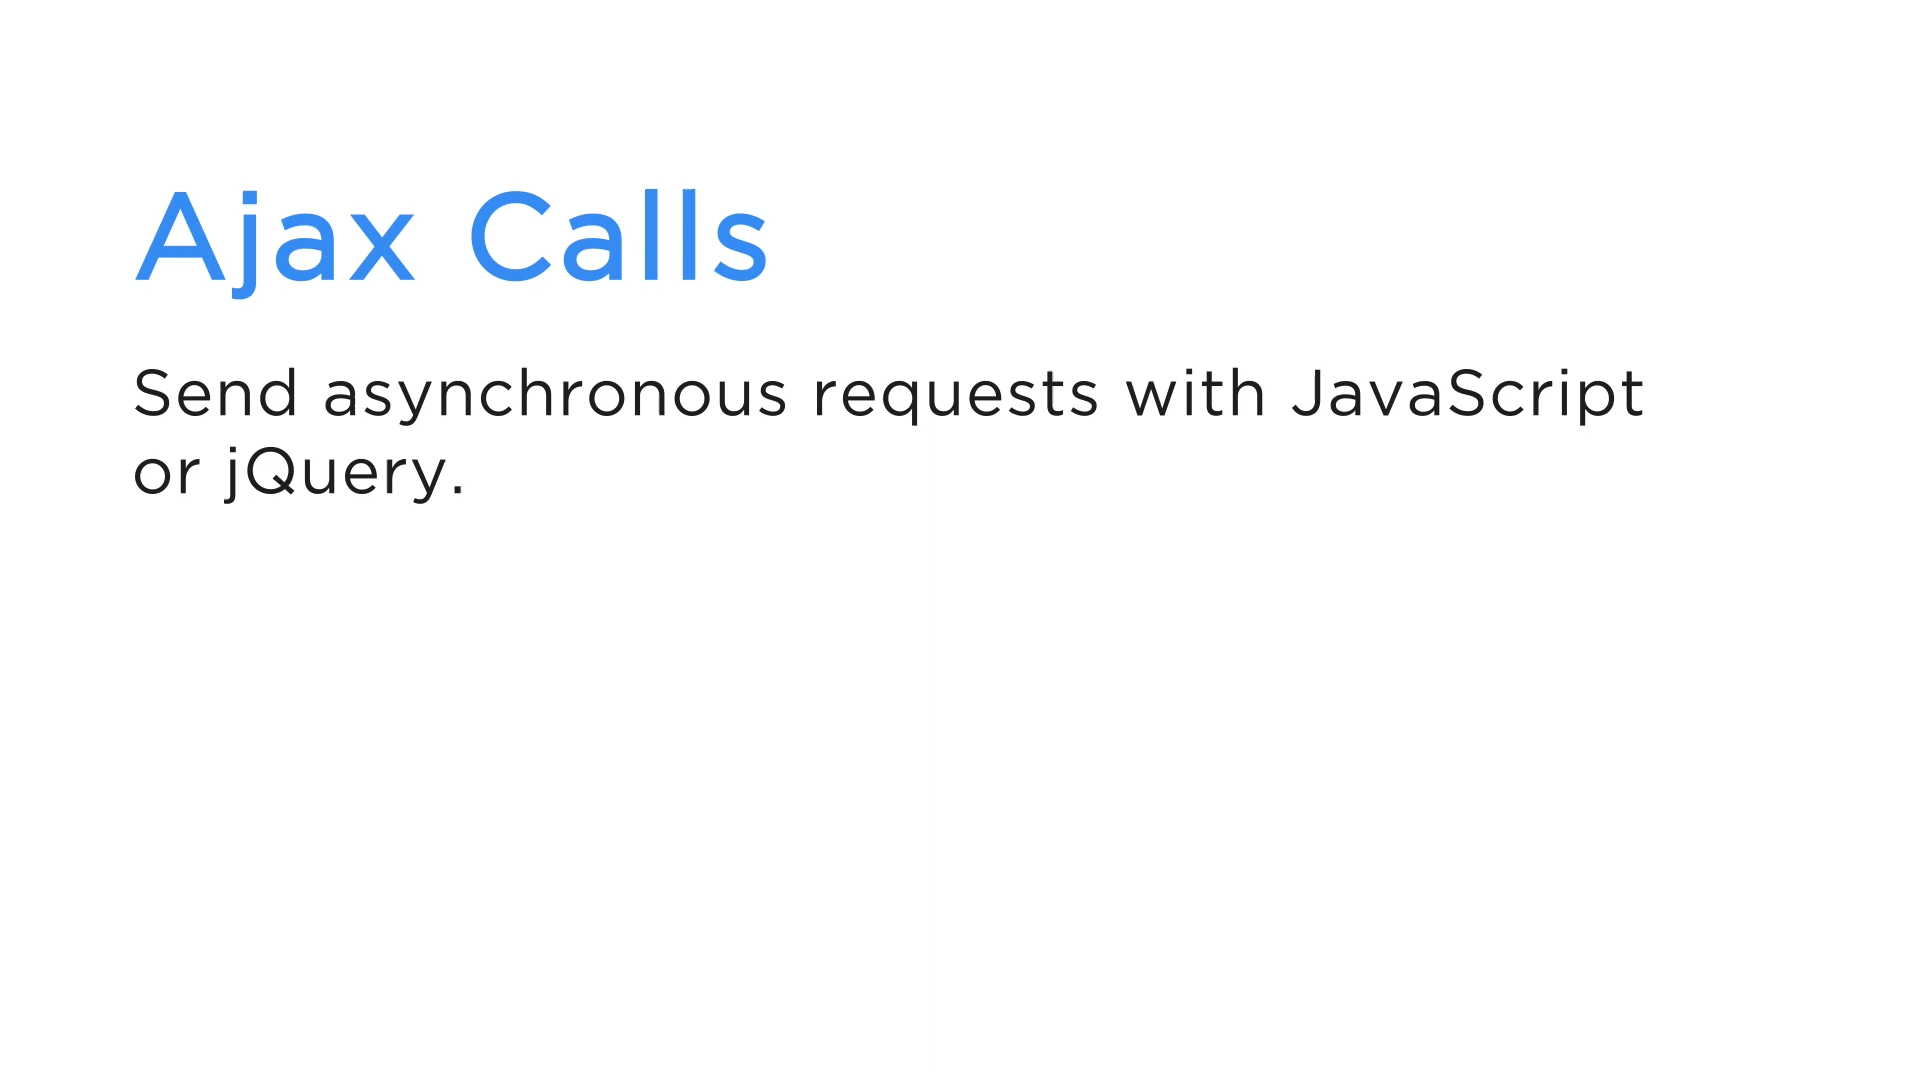 Ajax Calls
Send asynchronous requests with JavaScript
or jQuery.